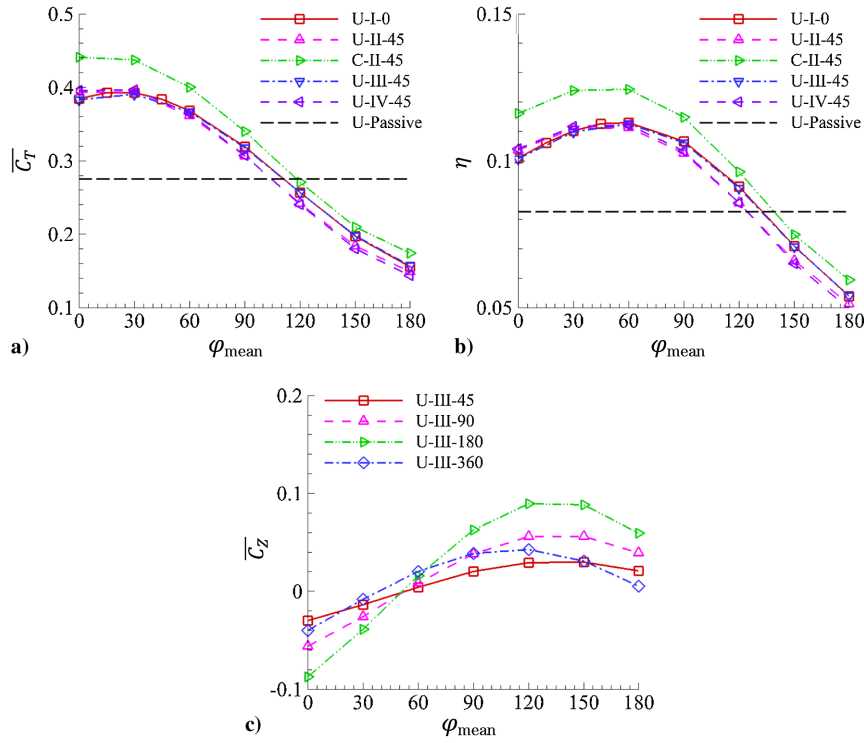 0.5
0.4
0.3
0.2
0.1
C_T
U-I-0
U-II-45
C-II-45
U-III-45
U-IV-45
U-Passive
0 30 60 90 120 150 180
a) φmean
0.15
0.1
0.05
η
U-I-0
U-II-45
C-II-45
U-III-45
U-IV-45
U-Passive
0 30 60 90 120 150 180
b) φmean
0.2
0.1
0
-0.1
C_Z
U-III-45
U-III-90
U-III-180
U-III-360
0 30 60 90 120 150 180
c) φmean